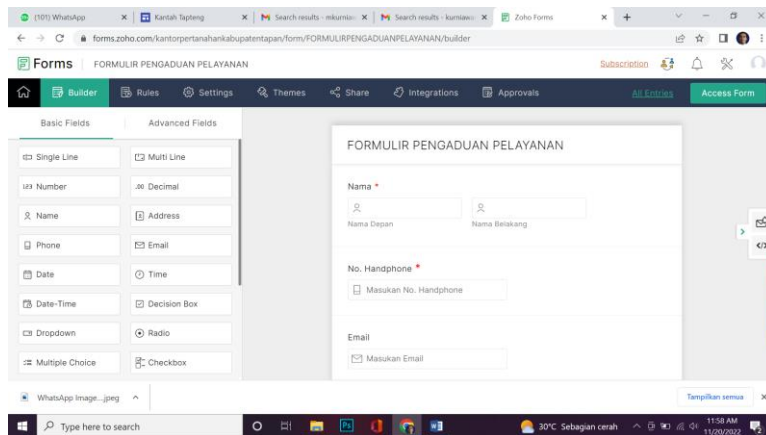 (101) WhatsApp
Kantah Tapteng
Search results - mkurnia
Search results - kurniaw
Zoho Forms
forms.zoho.com/kantorpertanahankabupatentapan/form/FORMULIRPENGADUANPELAYANAN/builder
Forms
FORMULIR PENGADUAN PELAYANAN
Subscription
Builder
Rules
Settings
Themes
Share
Integrations
Approvals
All Entries
Access Form
Basic Fields
Advanced Fields
FORMULIR PENGADUAN PELAYANAN
Single Line
Multi Line
Number
.00 Decimal
Name
Address
Phone
Email
Date
Time
Date-Time
Decision Box
Dropdown
Radio
Multiple Choice
Checkbox
Nama *
Nama Depan
Nama Belakang
No. Handphone *
Masukan No. Handphone
Email
Masukan Email
WhatsApp Image....jpeg
Tampilkan semua
Type here to search
30°C Sebagian cerah
11:58 AM
11/20/2022